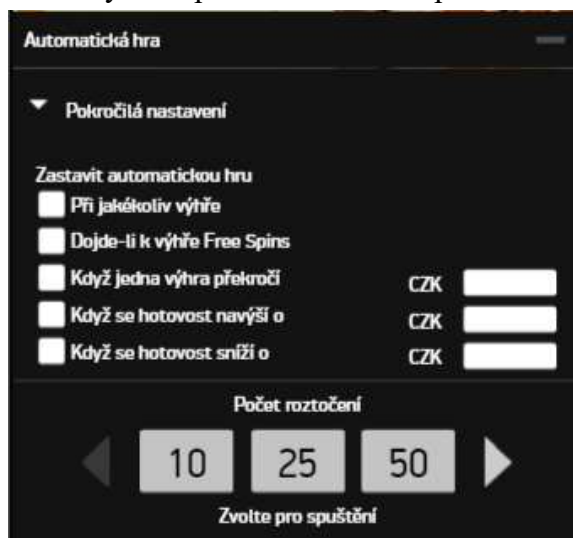 Automatická hra
Pokročilá nastavení
Zastavit automatickou hru
Při jakékoliv výhře
Dojde-li k výhře Free Spins
Když jedna výhra překročí CZK
Když se hotovost navýší o CZK
Když se hotovost sníží o CZK
Počet roztočení
10 25 50
Zvolte pro spuštění